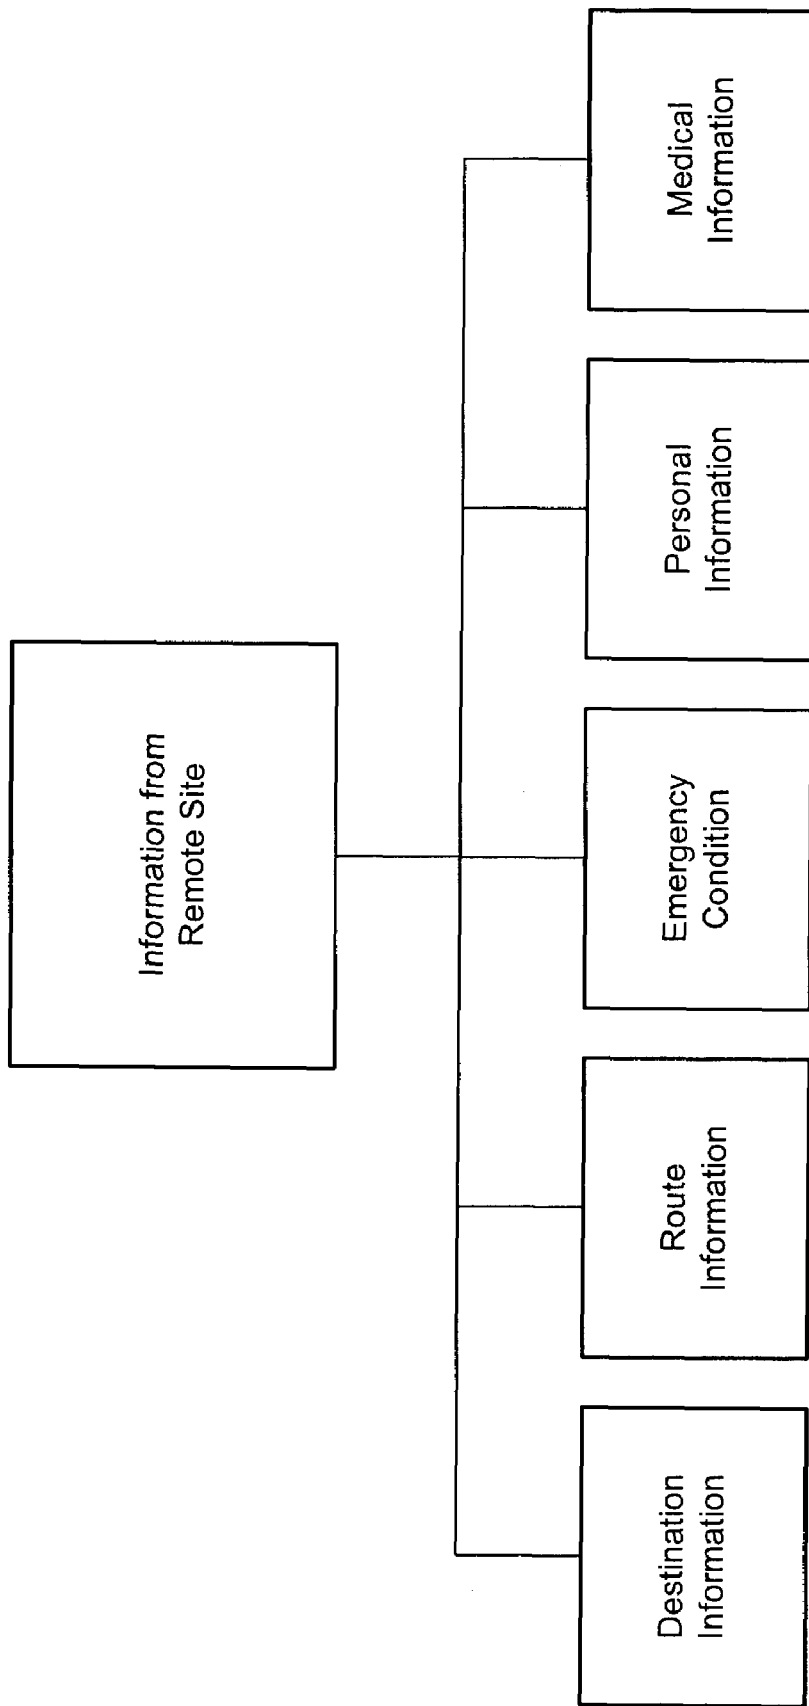 Information from
Remote Site
Destination
Information
Route
Information
Emergency
Condition
Personal
Information
Medical
Information